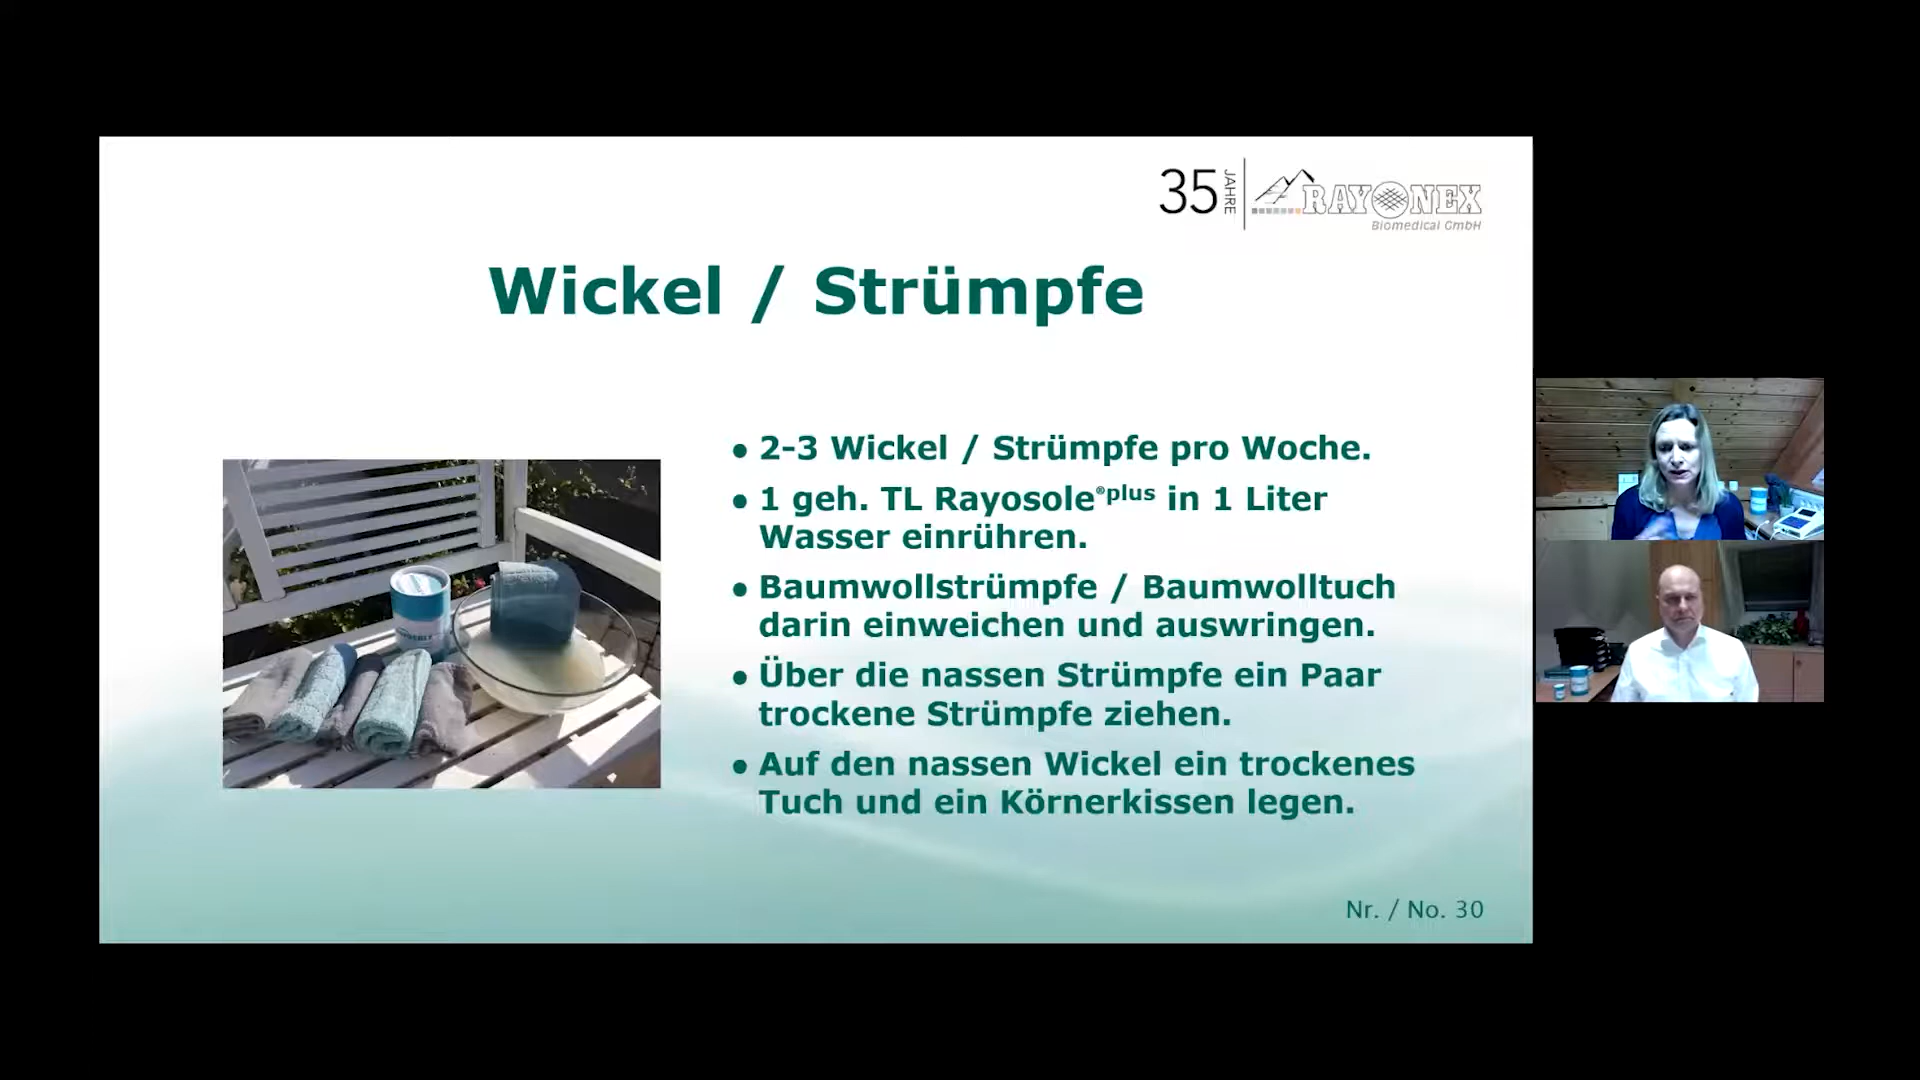 35 JAHRE RAYONEX
Biomedical GmbH
Wickel / Strümpfe
● 2-3 Wickel / Strümpfe pro Woche.
● 1 geh. TL Rayosole®plus in 1 Liter
Wasser einrühren.
● Baumwollstrümpfe / Baumwolltuch
darin einweichen und auswringen.
● Über die nassen Strümpfe ein Paar
trockene Strümpfe ziehen.
● Auf den nassen Wickel ein trockenes
Tuch und ein Körnerkissen legen.
Nr. / No. 30